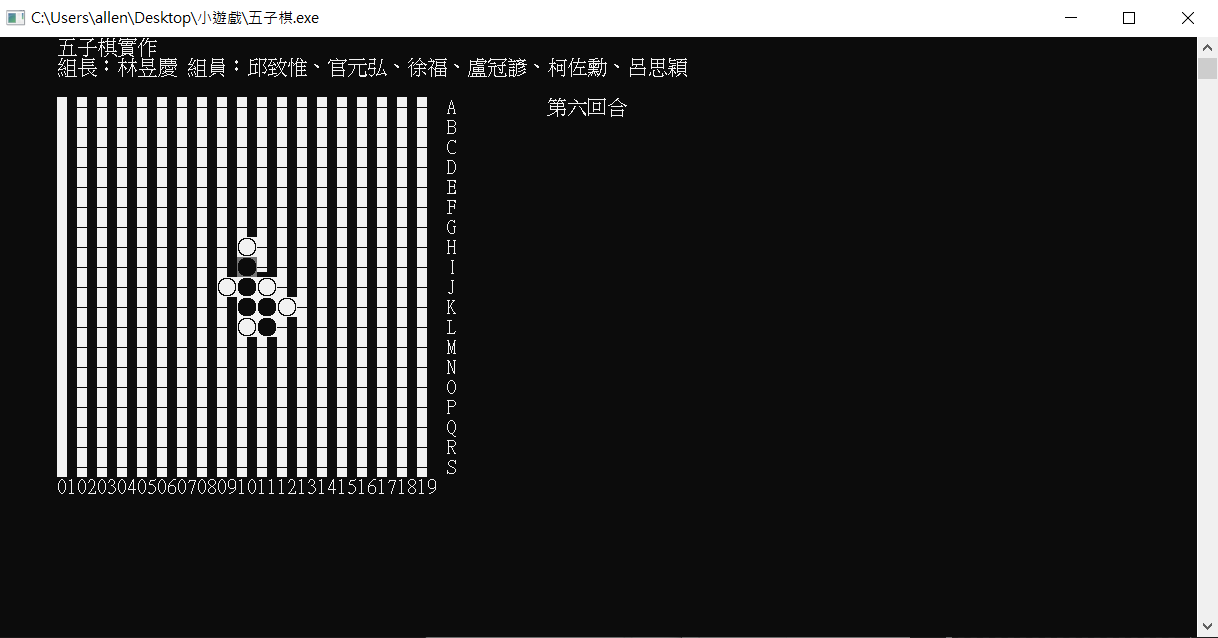 C:\Users\allen\Desktop\小遊戲\五子棋.exe
五子棋實作
組長：林昱慶 組員：邱致惟、官元弘、徐福、盧冠諺、柯佐勳、呂思穎
A 第六回合
B
C
D
E
F
G
H
I
J
K
L
M
N
O
P
Q
R
S
01020304050607080910111213141516171819